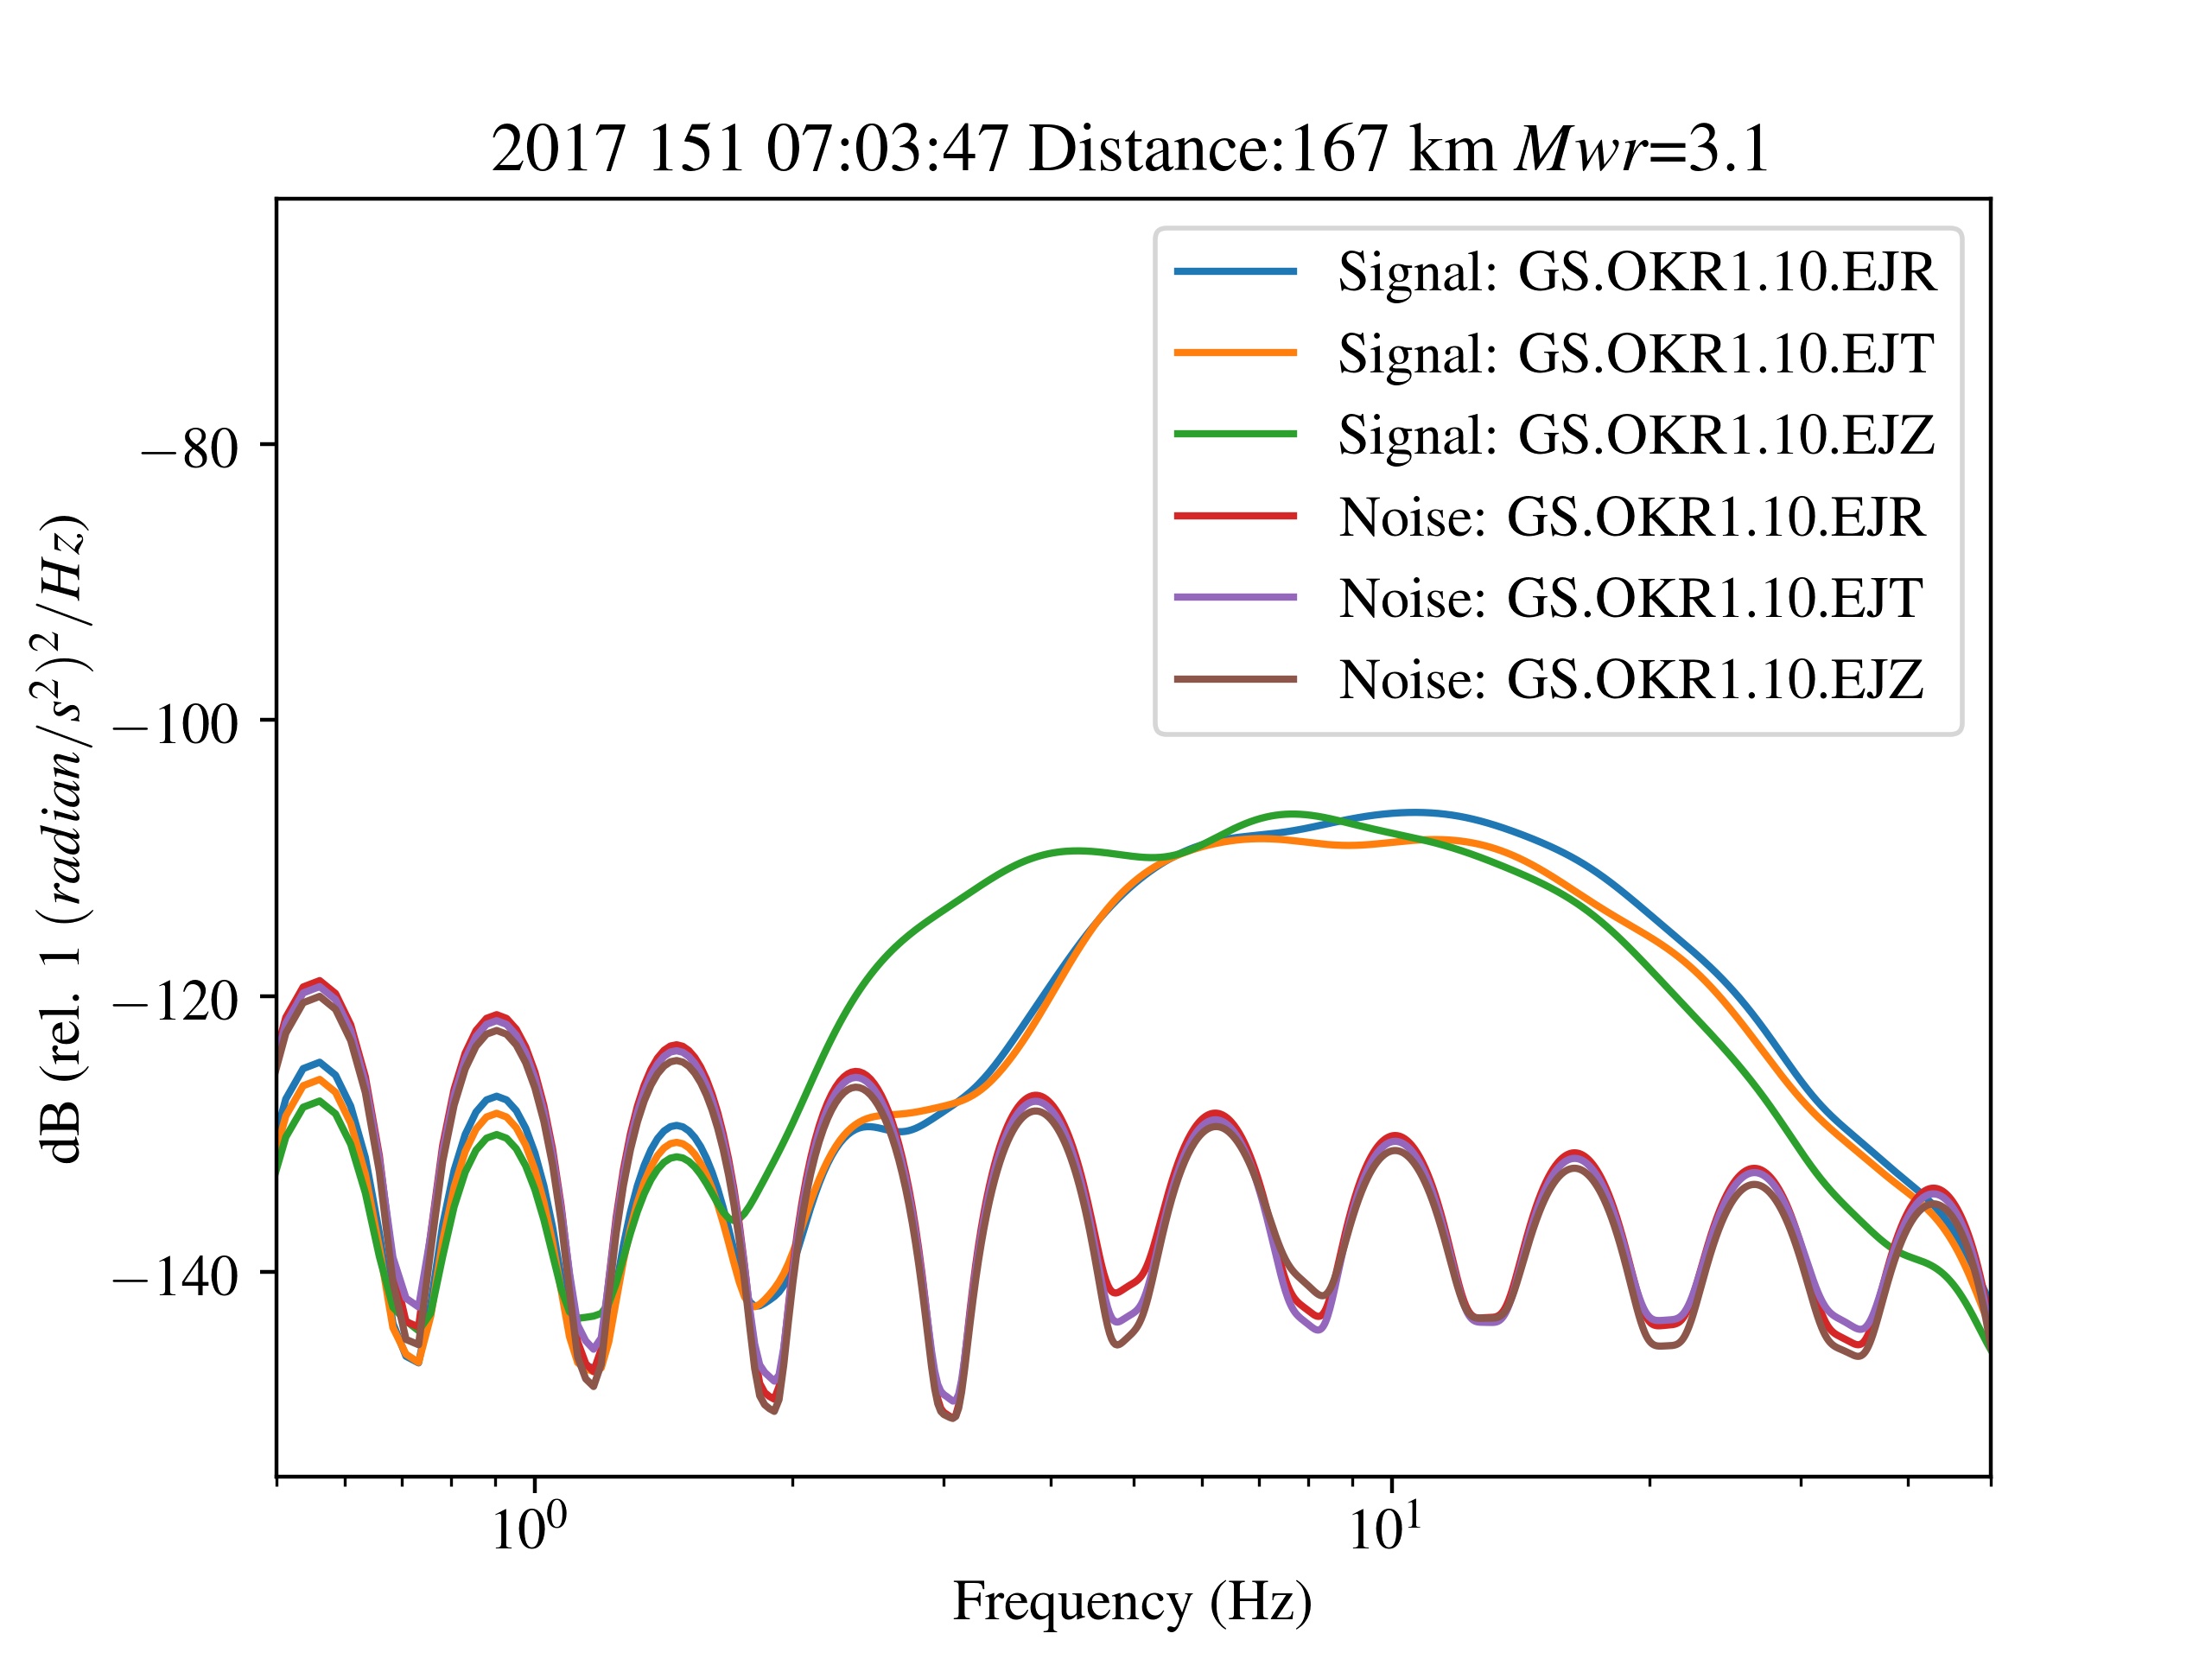 2017 151 07:03:47 Distance:167 km Mwr=3.1
Signal: GS.OKR1.10.EJR
Signal: GS.OKR1.10.EJT
Signal: GS.OKR1.10.EJZ
Noise: GS.OKR1.10.EJR
Noise: GS.OKR1.10.EJT
Noise: GS.OKR1.10.EJZ
−80
−100
−120
−140
dB (rel. 1 (radian/s²)²/Hz)
10⁰
10¹
Frequency (Hz)